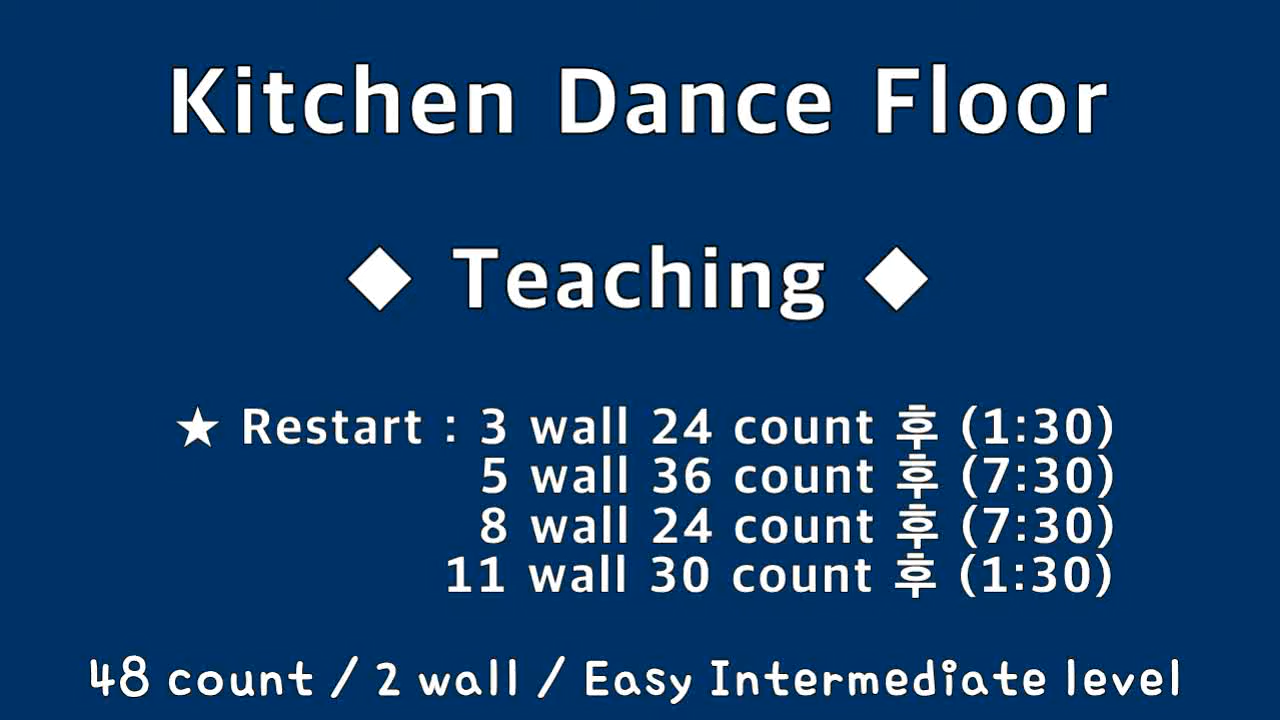 Kitchen Dance Floor
◆ Teaching ◆
★ Restart : 3 wall 24 count 후 (1:30)
5 wall 36 count 후 (7:30)
8 wall 24 count 후 (7:30)
11 wall 30 count 후 (1:30)
48 count / 2 wall / Easy Intermediate level